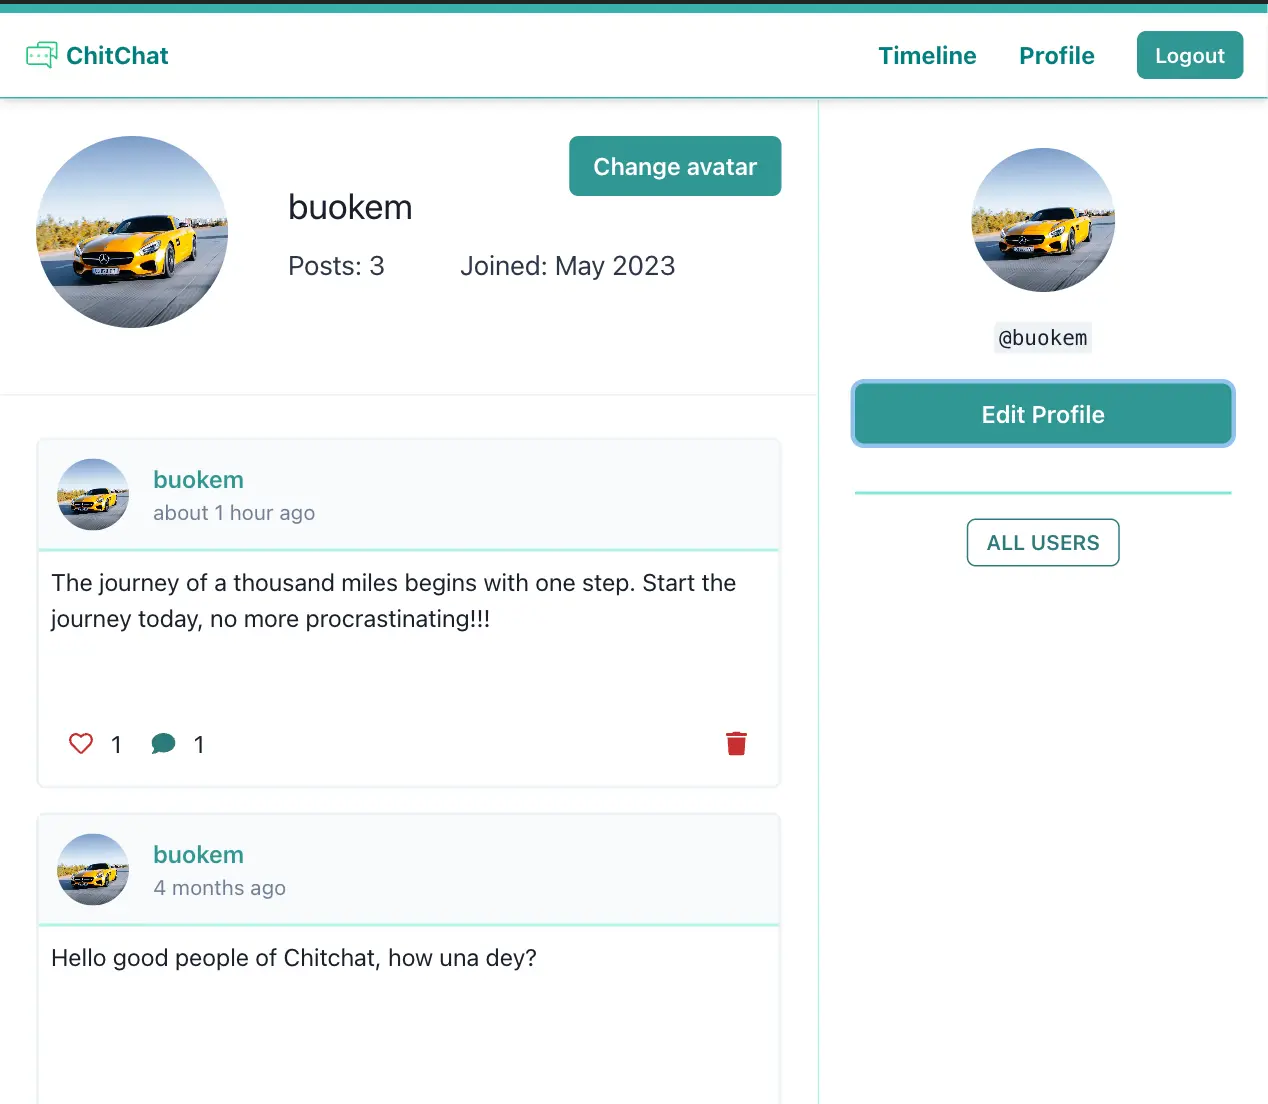 ChitChat
Timeline
Profile
Logout
Change avatar
buokem
Posts: 3
Joined: May 2023
@buokem
Edit Profile
ALL USERS
buokem
about 1 hour ago
The journey of a thousand miles begins with one step. Start the
journey today, no more procrastinating!!!
1
1
buokem
4 months ago
Hello good people of Chitchat, how una dey?